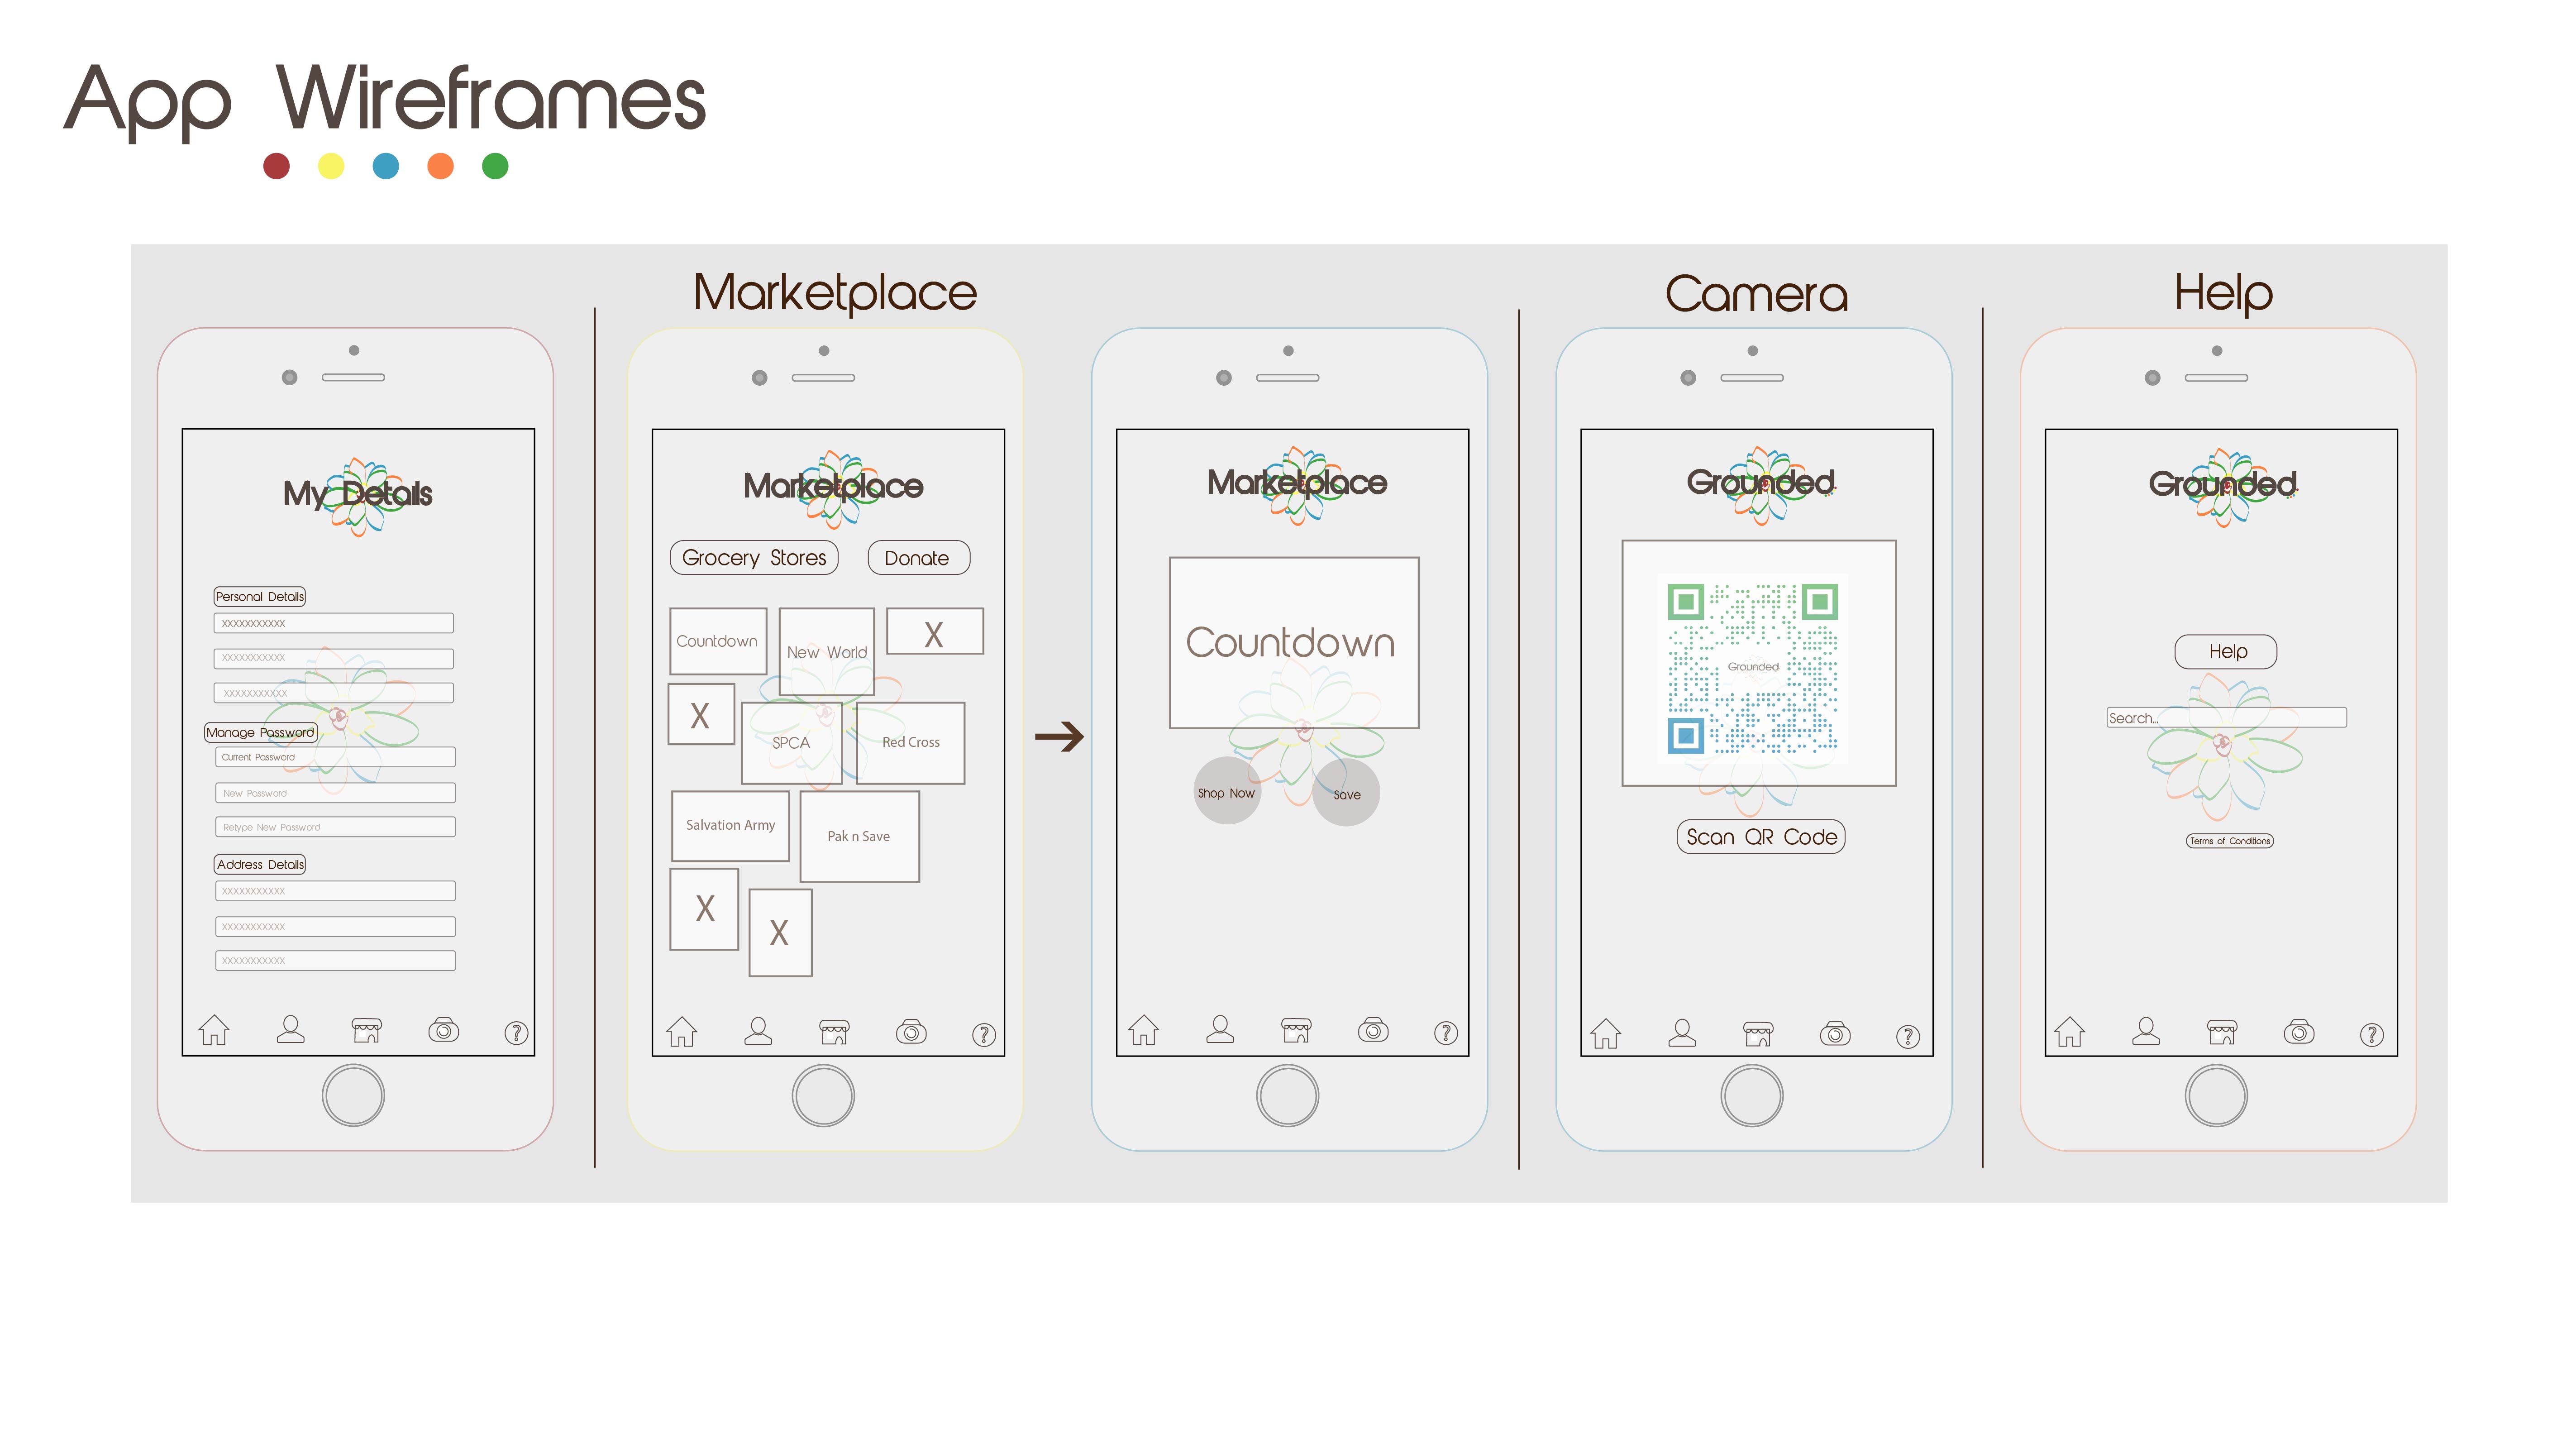 App Wireframes
Marketplace
Camera
Help
My Details
Personal Details
XXXXXXXXXXX
XXXXXXXXXXX
XXXXXXXXXXX
Manage Password
Current Password
New Password
Retype New Password
Address Details
XXXXXXXXXXX
XXXXXXXXXXX
XXXXXXXXXXX
?
Marketplace
Grocery Stores Donate
Countdown New World X
X SPCA Red Cross
Salvation Army Pak n Save
X X
?
Marketplace
Countdown
Shop Now Save
?
Grounded
Grounded
Scan QR Code
?
Grounded
Help
Search...
Terms of Conditions
?